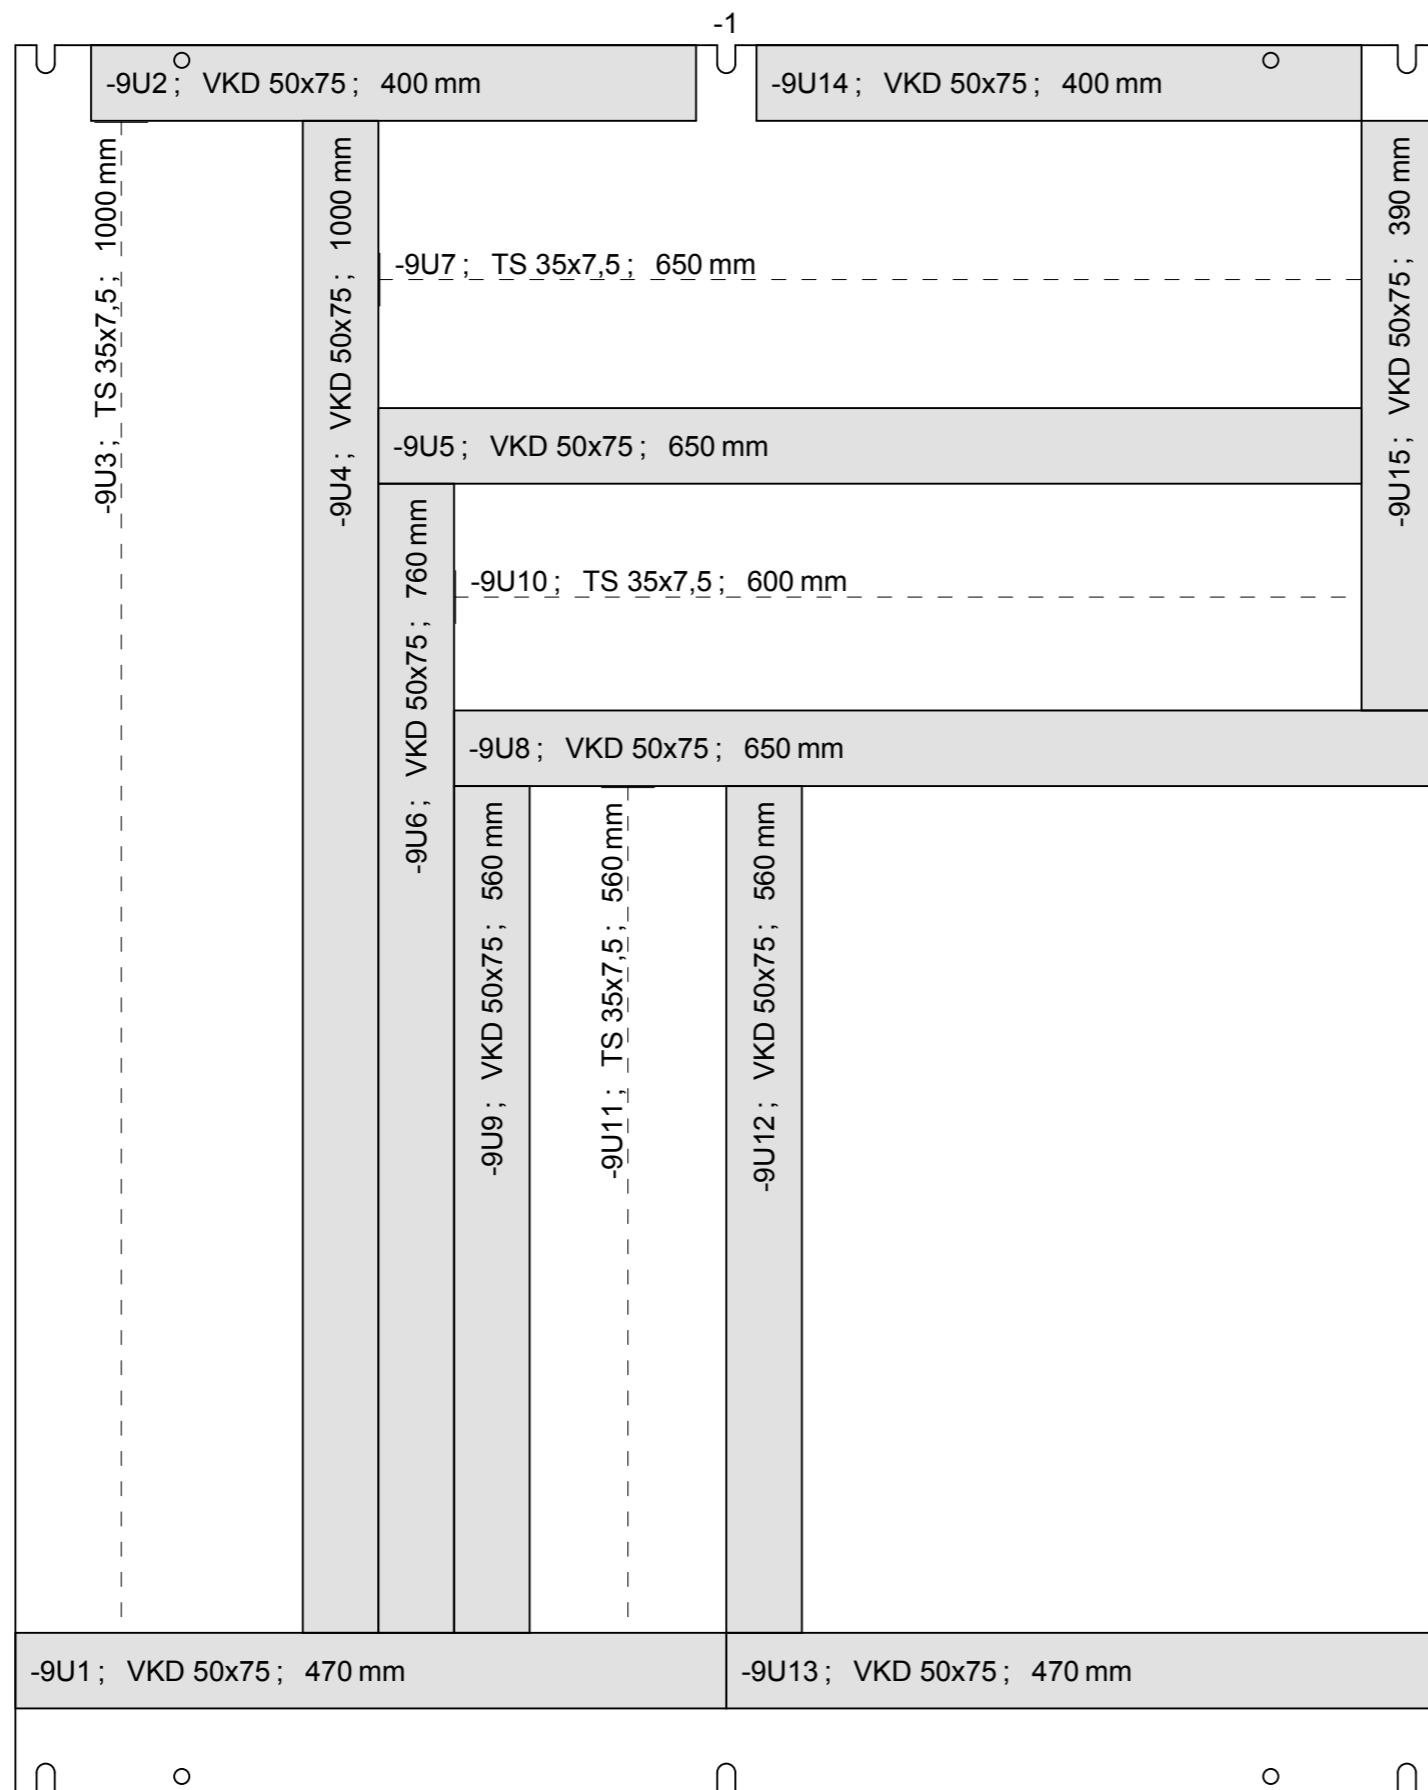 -1
-9U2 ; VKD 50x75 ; 400 mm
-9U14 ; VKD 50x75 ; 400 mm
-9U3 ; TS 35x7,5 ; 1000 mm
-9U4 ; VKD 50x75 ; 1000 mm
-9U7 ; TS 35x7,5 ; 650 mm
-9U15 ; VKD 50x75 ; 390 mm
-9U5 ; VKD 50x75 ; 650 mm
-9U6 ; VKD 50x75 ; 760 mm
-9U10 ; TS 35x7,5 ; 600 mm
-9U8 ; VKD 50x75 ; 650 mm
-9U9 ; VKD 50x75 ; 560 mm
-9U11 ; TS 35x7,5 ; 560 mm
-9U12 ; VKD 50x75 ; 560 mm
-9U1 ; VKD 50x75 ; 470 mm
-9U13 ; VKD 50x75 ; 470 mm